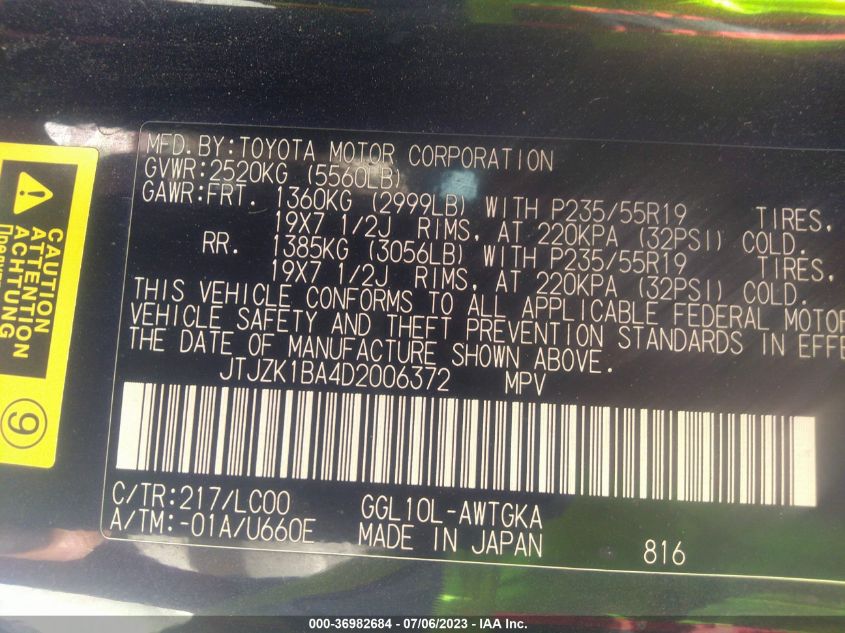 MFD.BY:TOYOTA MOTOR CORPORATION
GVWR:2520KG (5560LB)
GAWR:FRT. 1360KG (2999LB) WITH P235/55R19 TIRES,
19X7 1/2J RIMS, AT 220KPA (32PSI) COLD.
RR. 1385KG (3056LB) WITH P235/55R19 TIRES,
19X7 1/2J RIMS, AT 220KPA (32PSI) COLD.
THIS VEHICLE CONFORMS TO ALL APPLICABLE FEDERAL MOTOR
VEHICLE SAFETY AND THEFT PREVENTION STANDARDS IN EFFE
THE DATE OF MANUFACTURE SHOWN ABOVE.
JTJZK1BA4D2006372 MPV
C/TR:217/LC00 GGL10L-AWTGKA
A/TM:-01A/U660E MADE IN JAPAN 816
CAUTION
ATTENTION
ACHTUNG
9
000-36982684 - 07/06/2023 - IAA Inc.